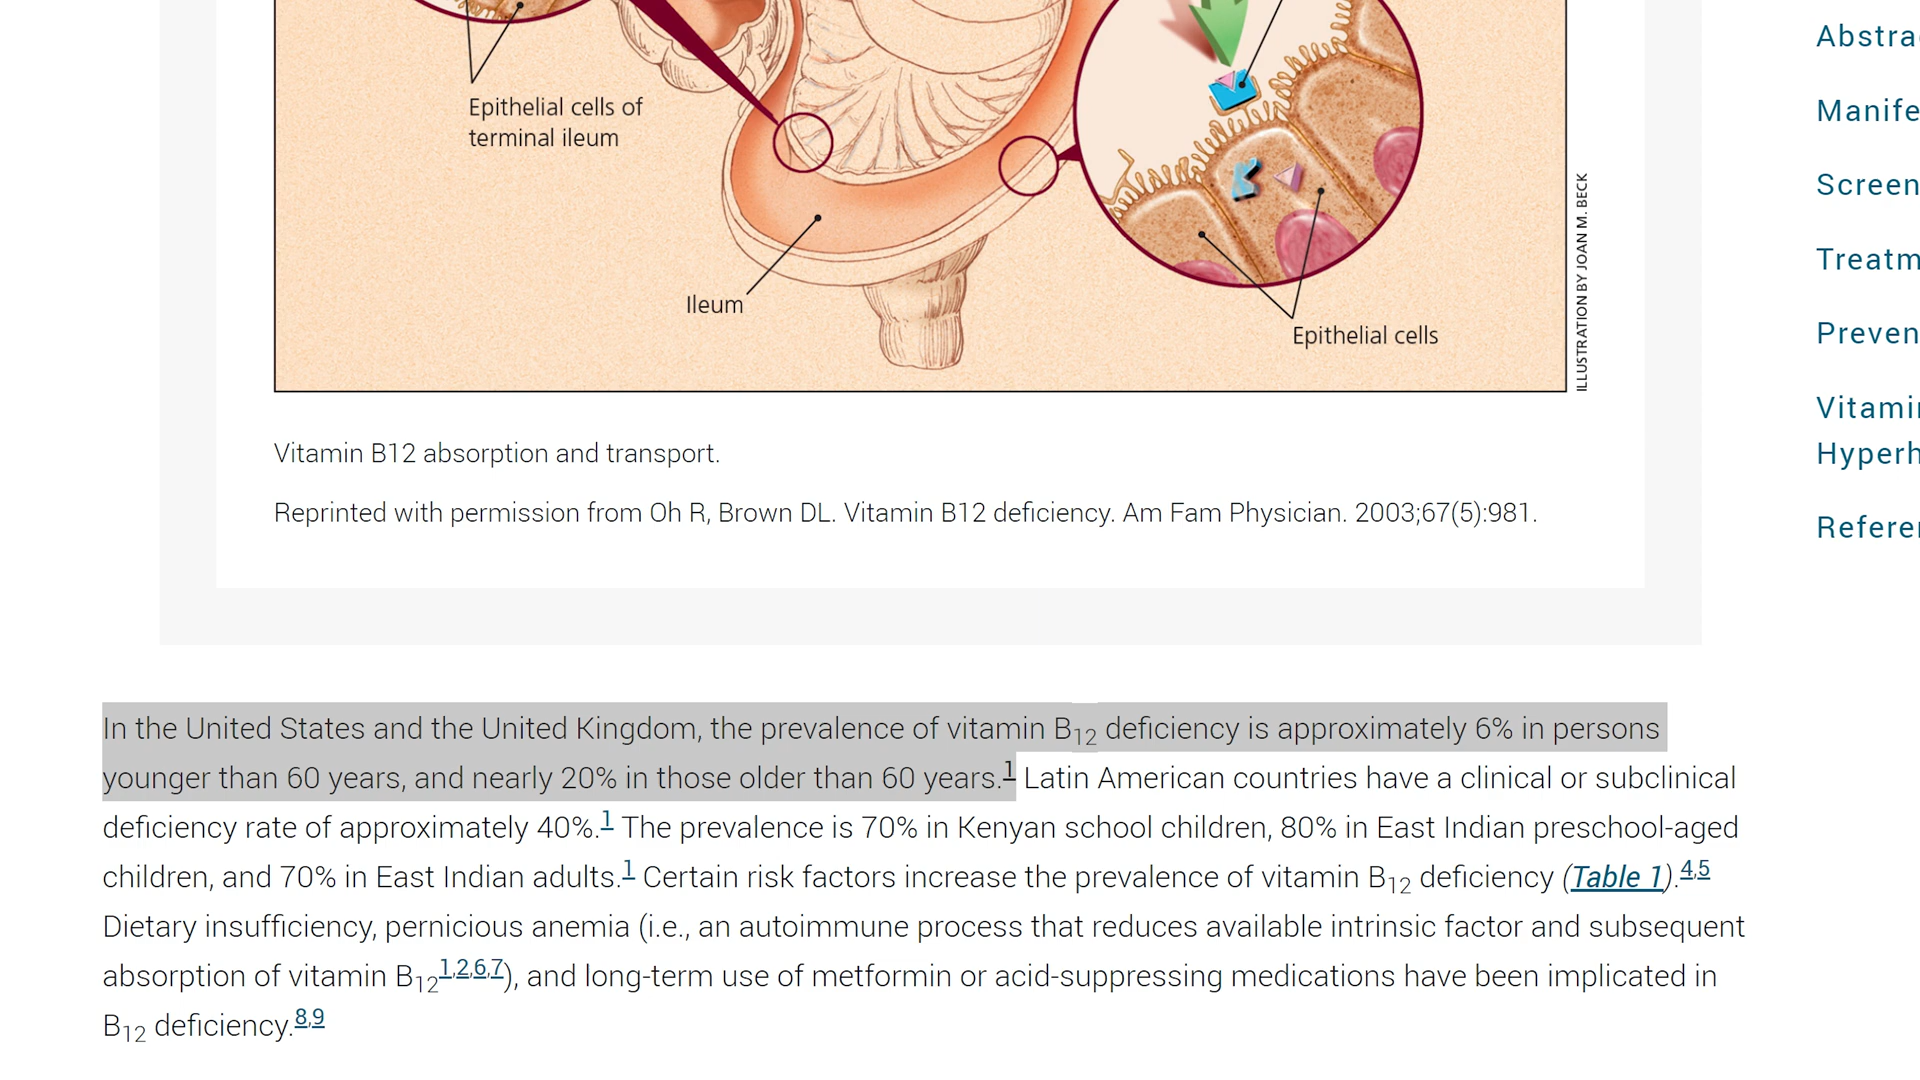 Epithelial cells of
terminal ileum
Ileum
Epithelial cells
ILLUSTRATION BY JOAN M. BECK
Vitamin B12 absorption and transport.
Reprinted with permission from Oh R, Brown DL. Vitamin B12 deficiency. Am Fam Physician. 2003;67(5):981.
In the United States and the United Kingdom, the prevalence of vitamin B12 deficiency is approximately 6% in persons
younger than 60 years, and nearly 20% in those older than 60 years.1 Latin American countries have a clinical or subclinical
deficiency rate of approximately 40%.1 The prevalence is 70% in Kenyan school children, 80% in East Indian preschool-aged
children, and 70% in East Indian adults.1 Certain risk factors increase the prevalence of vitamin B12 deficiency (Table 1).4,5
Dietary insufficiency, pernicious anemia (i.e., an autoimmune process that reduces available intrinsic factor and subsequent
absorption of vitamin B121,2,6,7), and long-term use of metformin or acid-suppressing medications have been implicated in
B12 deficiency.8,9
Abstra
Manife
Screen
Treatm
Preven
Vitamin
Hyperh
Refere